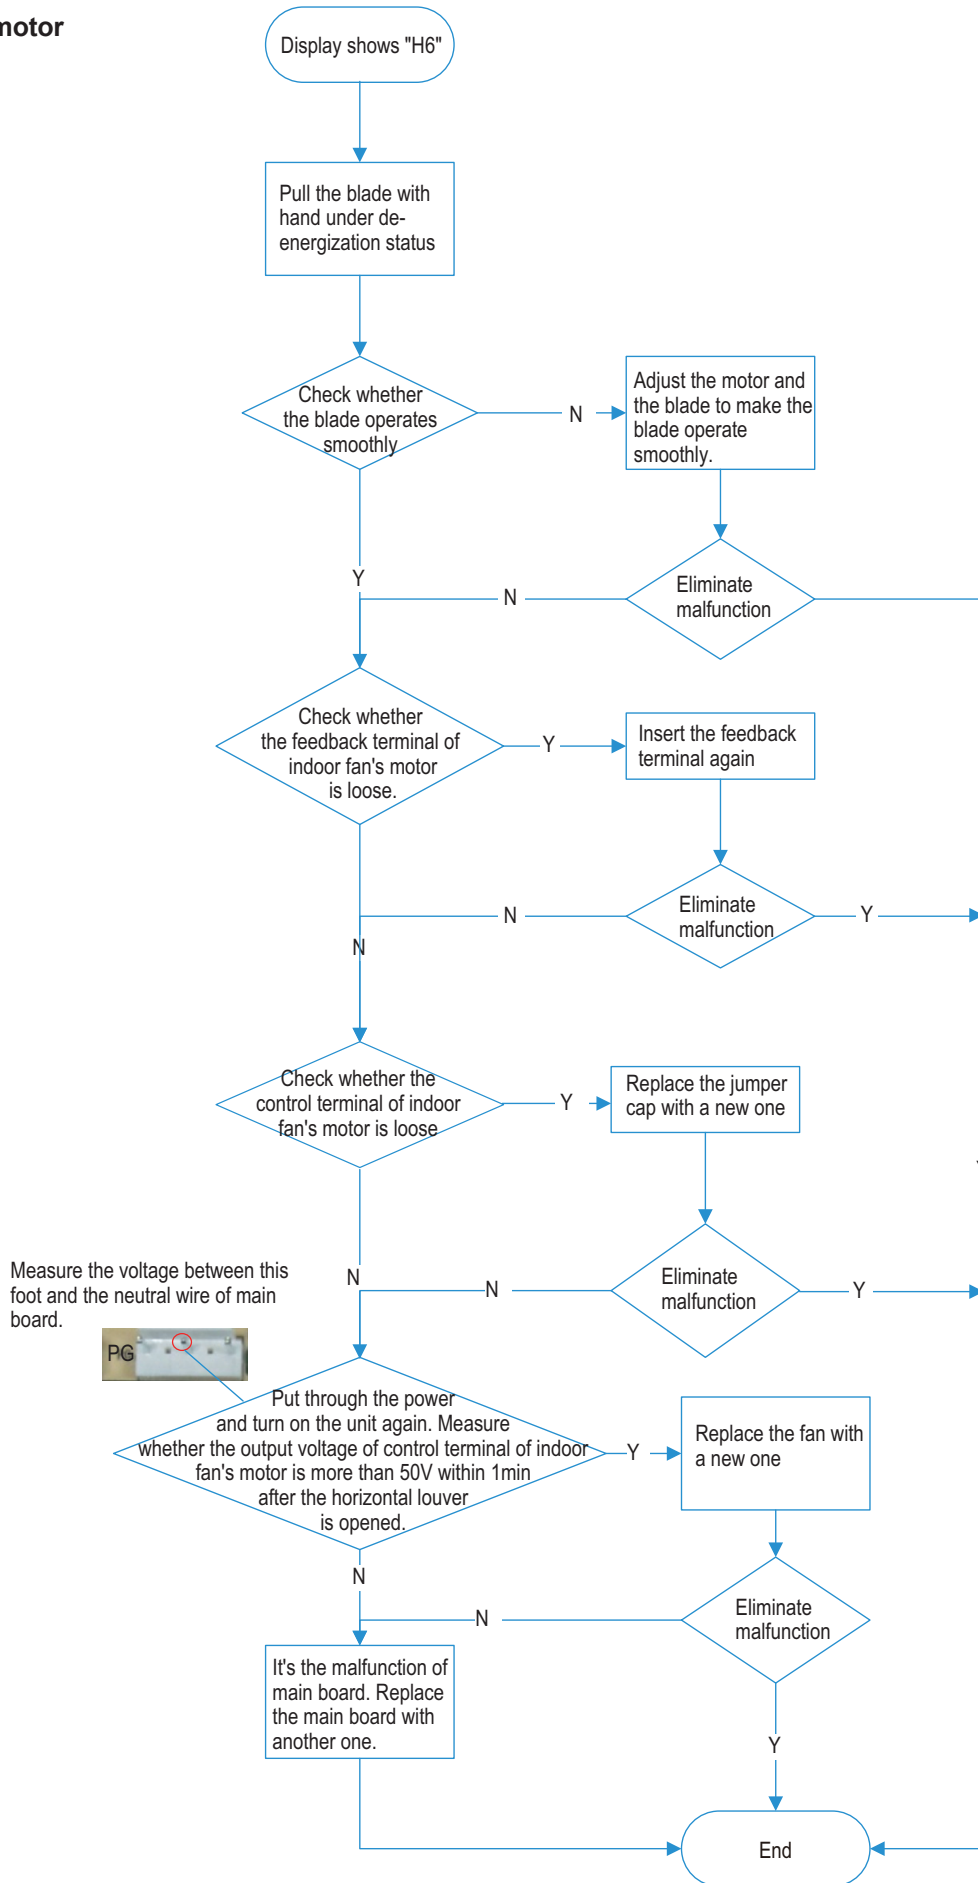 motor
Display shows "H6"
Pull the blade with
hand under de-
energization status
Check whether
the blade operates
smoothly
N
Adjust the motor and
the blade to make the
blade operate
smoothly.
Y
N
Eliminate
malfunction
Check whether
the feedback terminal of
indoor fan's motor
is loose.
Y
Insert the feedback
terminal again
N
Eliminate
malfunction
Y
N
Check whether the
control terminal of indoor
fan's motor is loose
Y
Replace the jumper
cap with a new one
N
N
Eliminate
malfunction
Y
Measure the voltage between this
foot and the neutral wire of main
board.
PG
Put through the power
and turn on the unit again. Measure
whether the output voltage of control terminal of indoor
fan's motor is more than 50V within 1min
after the horizontal louver
is opened.
Y
Replace the fan with
a new one
N
N
Eliminate
malfunction
It's the malfunction of
main board. Replace
the main board with
another one.
Y
End